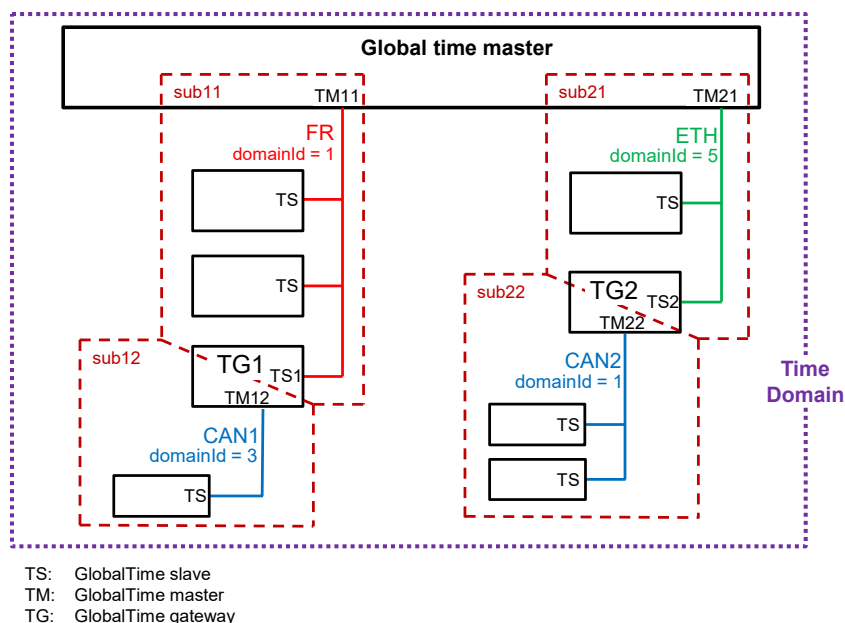 Global time master
sub11
TM11
sub21
TM21
FR
domainId = 1
ETH
domainId = 5
TS
TS
TS
sub22
TG2
TS2
TM22
sub12
TG1
TS1
TM12
CAN2
domainId = 1
Time
Domain
CAN1
domainId = 3
TS
TS
TS
TS: GlobalTime slave
TM: GlobalTime master
TG: GlobalTime gateway